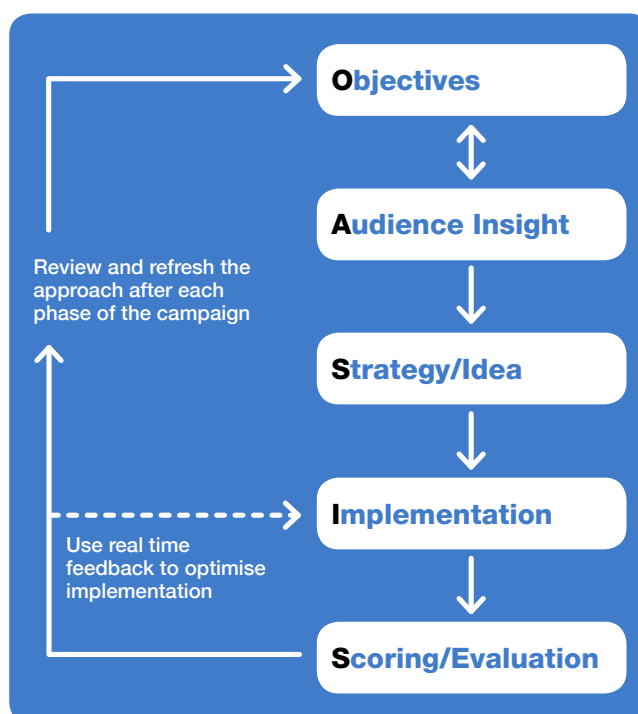 Objectives
Audience Insight
Review and refresh the
approach after each
phase of the campaign
Strategy/Idea
Implementation
Use real time
feedback to optimise
implementation
Scoring/Evaluation